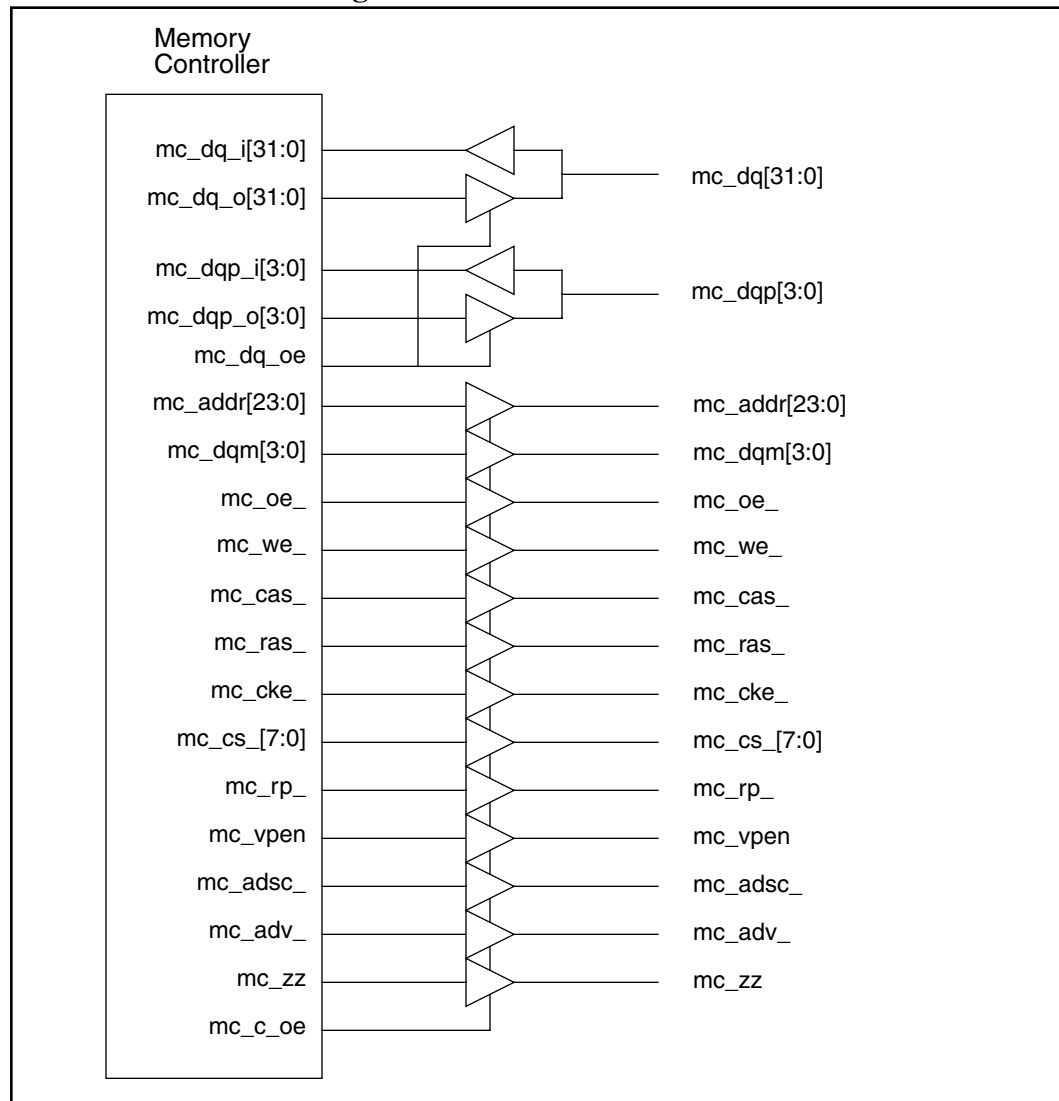 Memory
Controller
mc_dq_i[31:0]
mc_dq[31:0]
mc_dq_o[31:0]
mc_dqp_i[3:0]
mc_dqp[3:0]
mc_dqp_o[3:0]
mc_dq_oe
mc_addr[23:0] mc_addr[23:0]
mc_dqm[3:0] mc_dqm[3:0]
mc_oe_ mc_oe_
mc_we_ mc_we_
mc_cas_ mc_cas_
mc_ras_ mc_ras_
mc_cke_ mc_cke_
mc_cs_[7:0] mc_cs_[7:0]
mc_rp_ mc_rp_
mc_vpen mc_vpen
mc_adsc_ mc_adsc_
mc_adv_ mc_adv_
mc_zz mc_zz
mc_c_oe